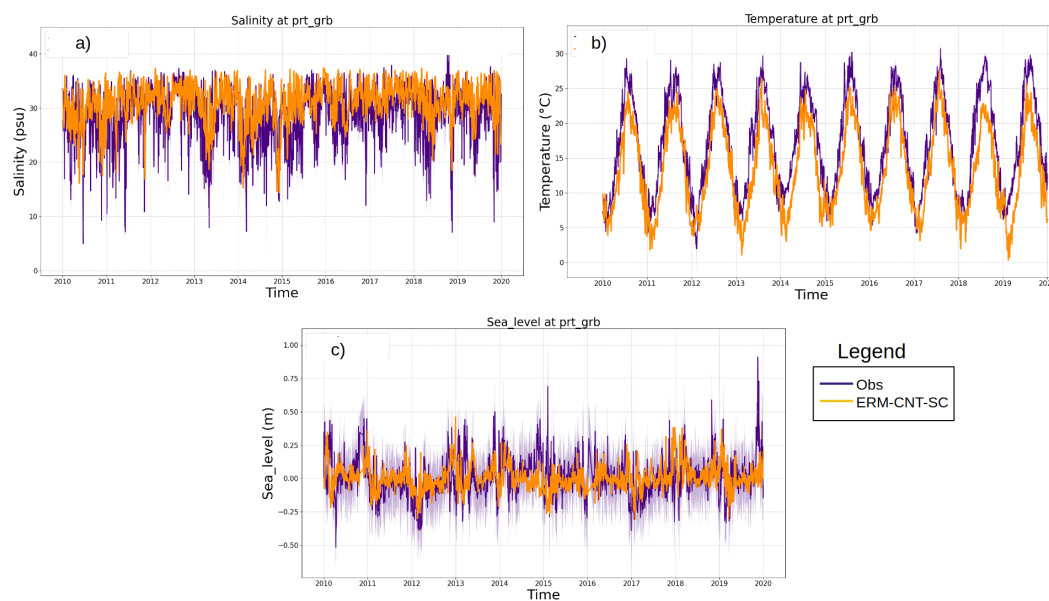 Salinity at prt_grb
a)
Salinity (psu)
40
30
20
10
0
2010 2011 2012 2013 2014 2015 2016 2017 2018 2019 2020
Time
Temperature at prt_grb
b)
Temperature (°C)
30
25
20
15
10
5
0
2010 2011 2012 2013 2014 2015 2016 2017 2018 2019
Time
Sea_level at prt_grb
c)
Sea_level (m)
1.00
0.75
0.50
0.25
0.00
−0.25
−0.50
2010 2011 2012 2013 2014 2015 2016 2017 2018 2019 2020
Time
Legend
Obs
ERM-CNT-SC